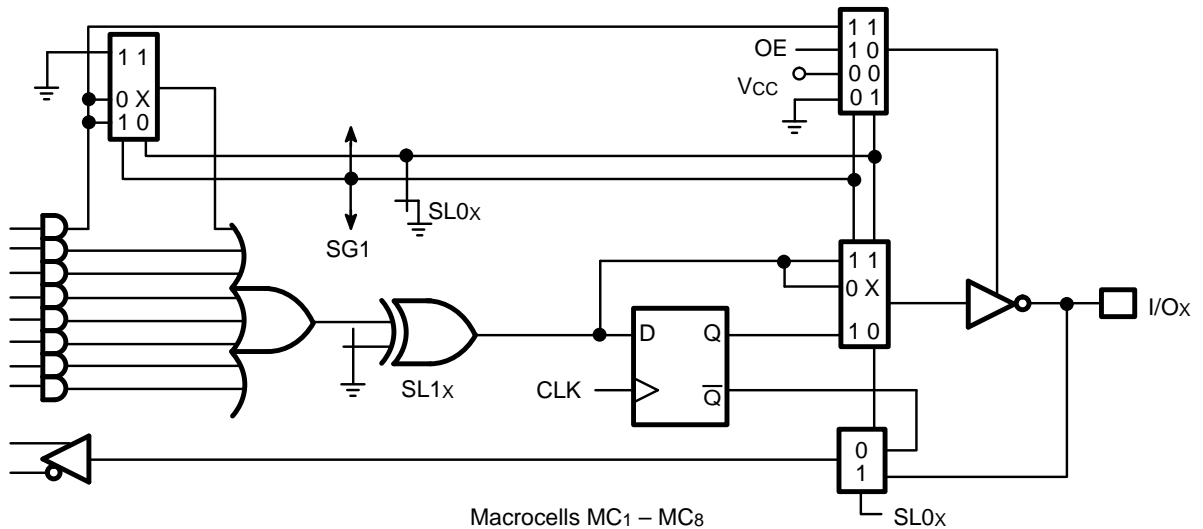 1 1
0 X
1 0
OE
VCC
1 1
1 0
0 0
0 1
SL0X
SG1
1 1
0 X
1 0
I/OX
D
Q
CLK
Q
SL1X
0
1
SL0X
Macrocells MC1 – MC8